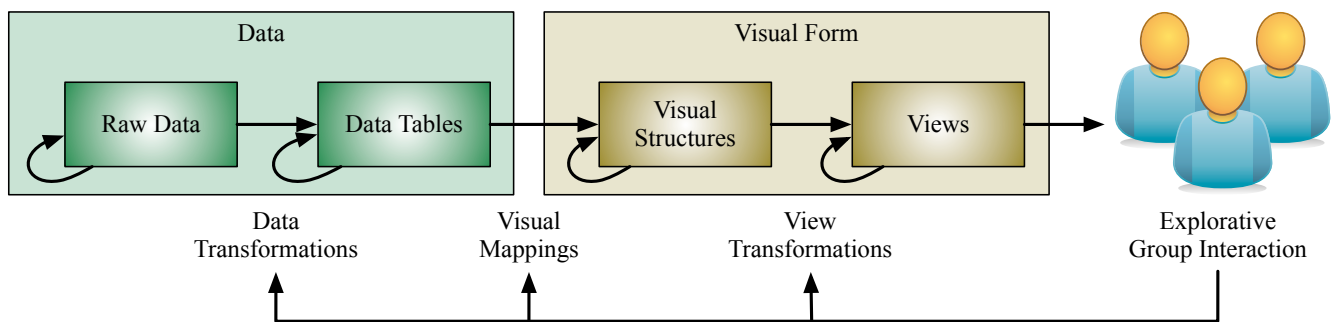 Data
Visual Form
Raw Data
Data Tables
Visual
Structures
Views
Data
Transformations
Visual
Mappings
View
Transformations
Explorative
Group Interaction